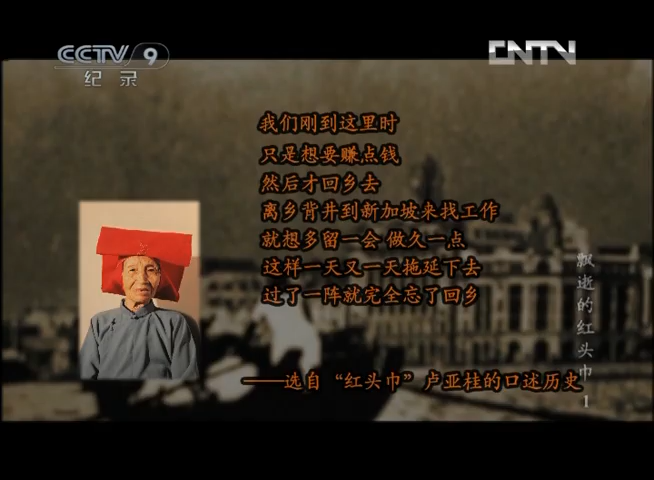 CCTV 9
纪录
CNTV
我们刚到这里时
只是想要赚点钱
然后才回乡去
离乡背井到新加坡来找工作
就想多留一会 做久一点
这样一天又一天拖延下去
过了一阵就完全忘了回乡
——选自“红头巾”卢亚桂的口述历史
飘逝的红头巾 1